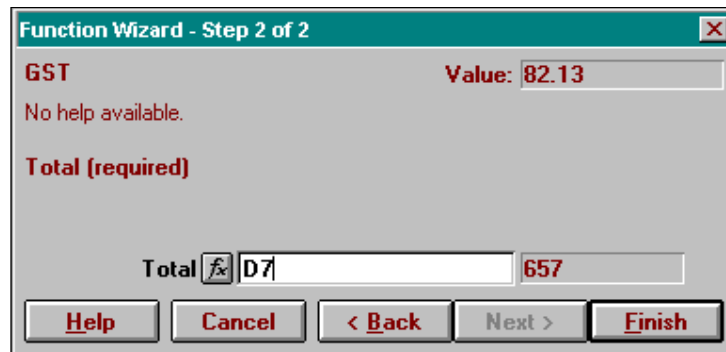 Function Wizard - Step 2 of 2
GST Value: 82.13
No help available.
Total (required)
Total fx D7 657
Help Cancel < Back Next > Finish